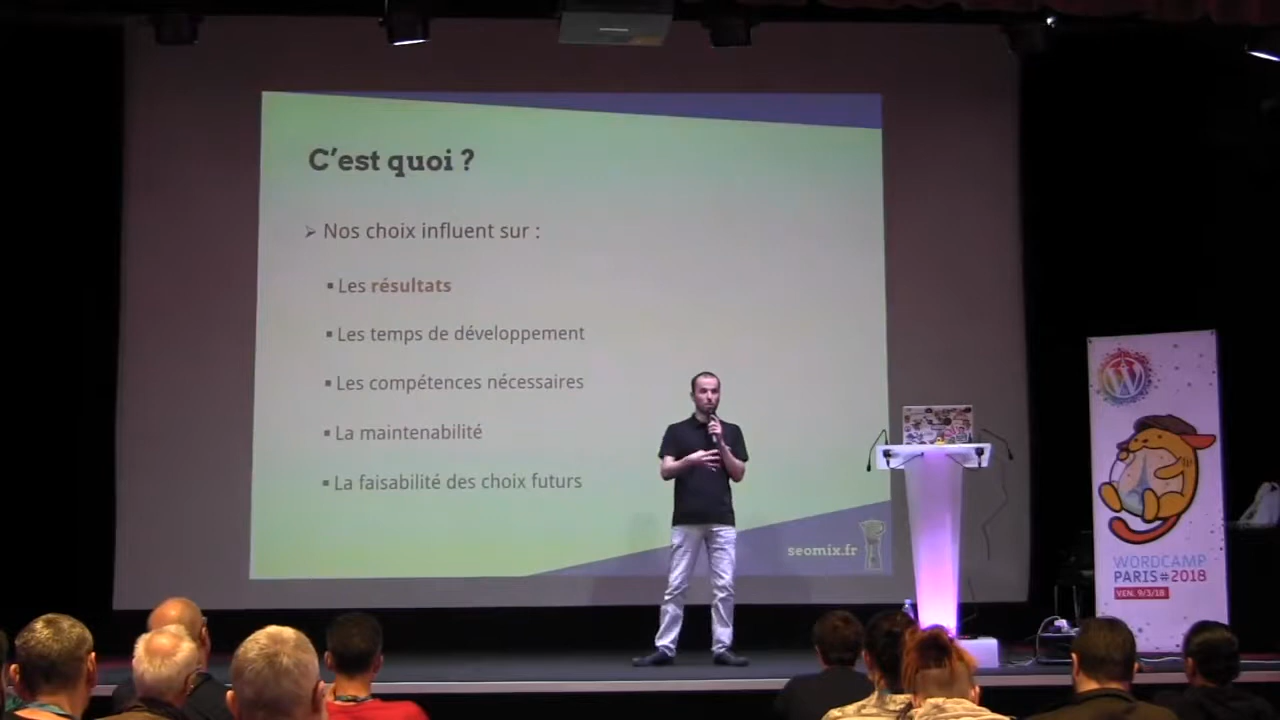 C'est quoi ?
➢ Nos choix influent sur :
▪ Les résultats
▪ Les temps de développement
▪ Les compétences nécessaires
▪ La maintenabilité
▪ La faisabilité des choix futurs
seomix.fr
WORDCAMP
PARIS#2018
VEN. 9/3/18